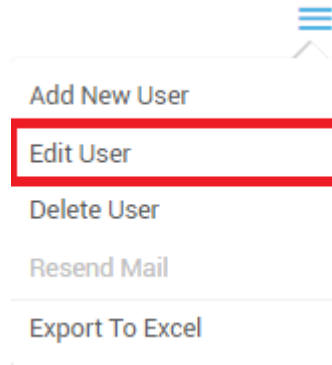 Add New User
Edit User
Delete User
Resend Mail
Export To Excel